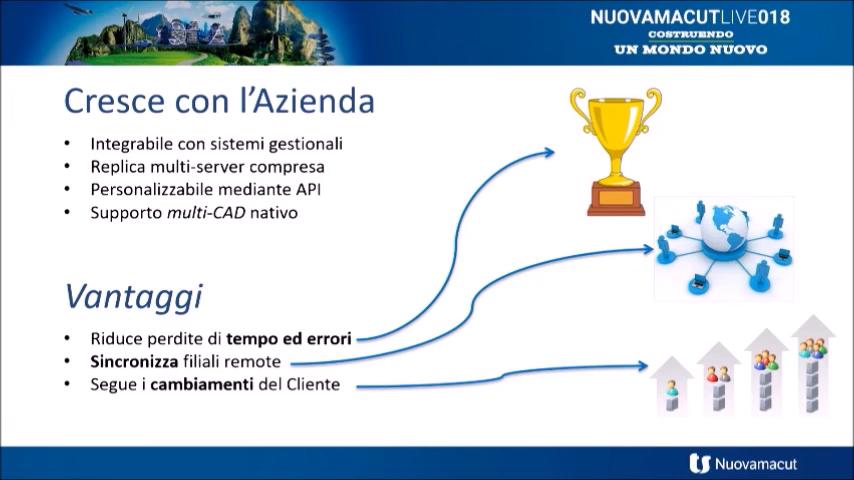 NUOVAMACUTLIVE018
COSTRUENDO
UN MONDO NUOVO
Cresce con l'Azienda
• Integrabile con sistemi gestionali
• Replica multi-server compresa
• Personalizzabile mediante API
• Supporto multi-CAD nativo
Vantaggi
• Riduce perdite di tempo ed errori
• Sincronizza filiali remote
• Segue i cambiamenti del Cliente
Nuovamacut